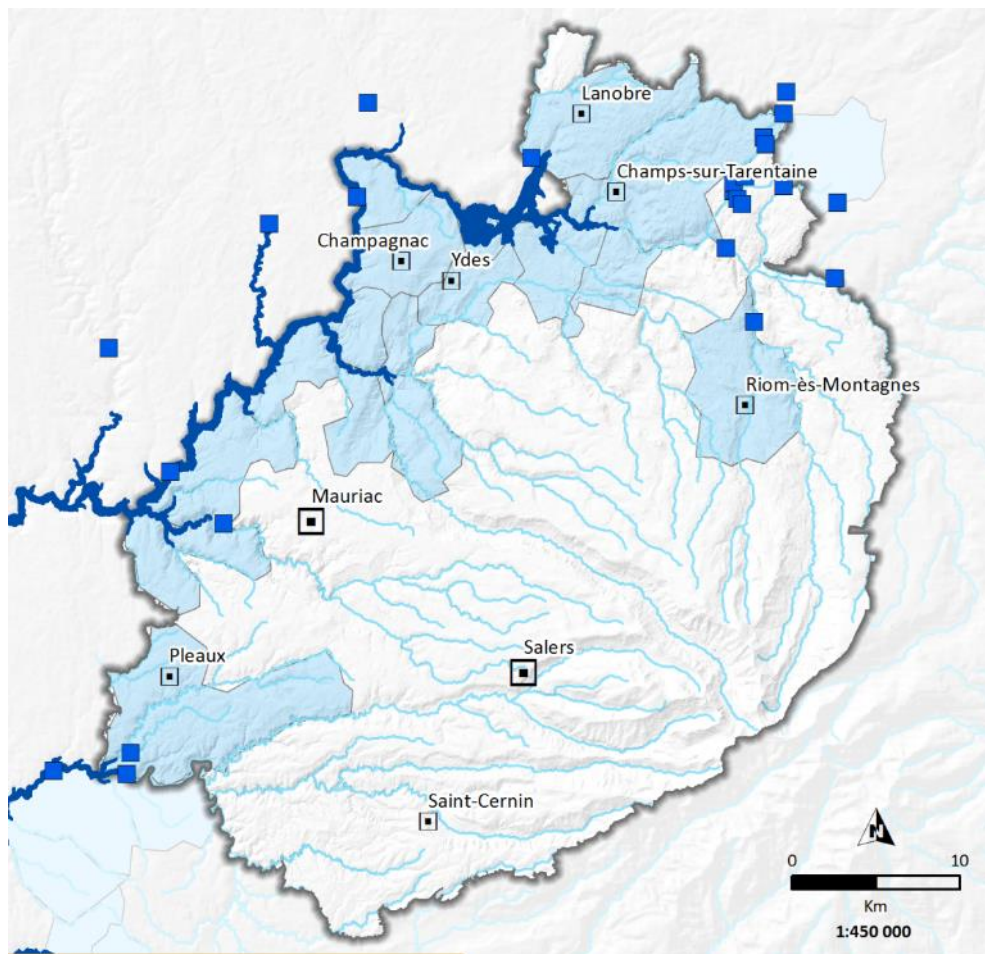 Lanobre
Champs-sur-Tarentaine
Champagnac
Ydes
Riom-ès-Montagnes
Mauriac
Salers
Pleaux
Saint-Cernin
N
0 10
Km
1:450 000